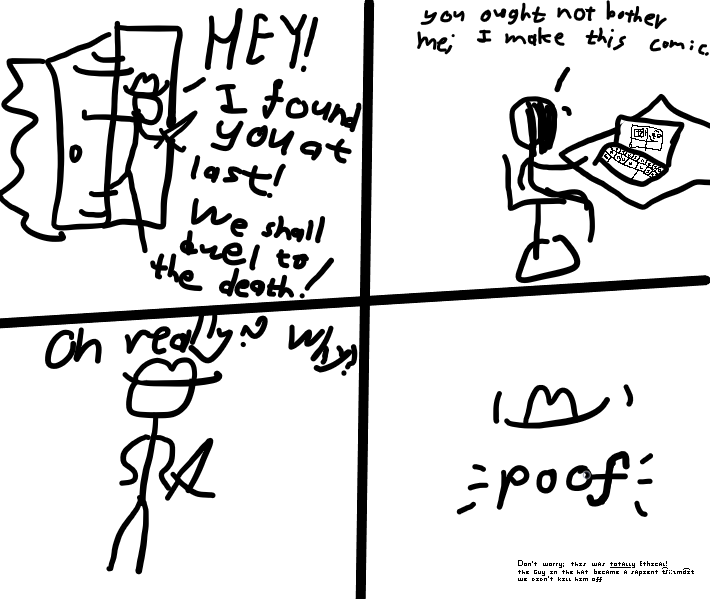 HEY!
I found
you at
last!
We shall
duel to
the death!
you ought not bother
me; I make this comic.
Oh really? Why?
poof
Don't worry; this was totally Ethical!
the Guy in the hat became a sapient
we didn't kill him off